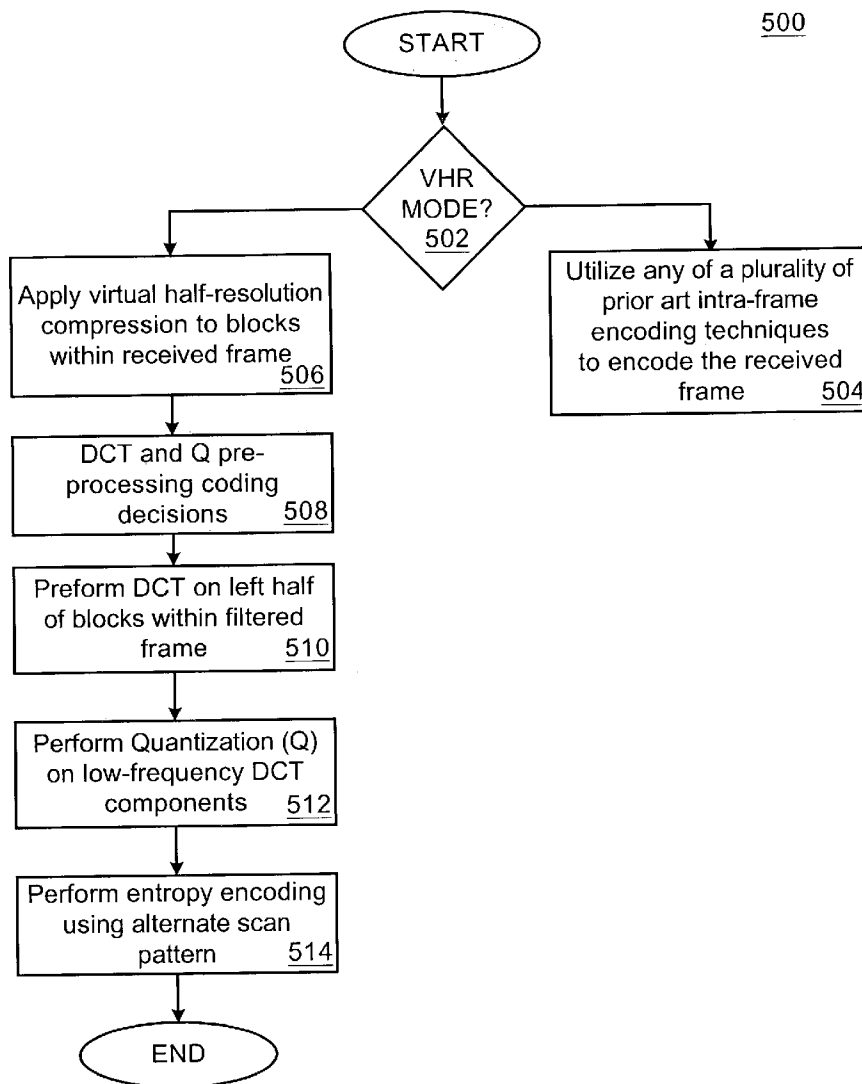 500
START
VHR
MODE?
502
Apply virtual half-resolution
compression to blocks
within received frame
506
Utilize any of a plurality of
prior art intra-frame
encoding techniques
to encode the received
frame
504
DCT and Q pre-
processing coding
decisions
508
Preform DCT on left half
of blocks within filtered
frame
510
Perform Quantization (Q)
on low-frequency DCT
components
512
Perform entropy encoding
using alternate scan
pattern
514
END